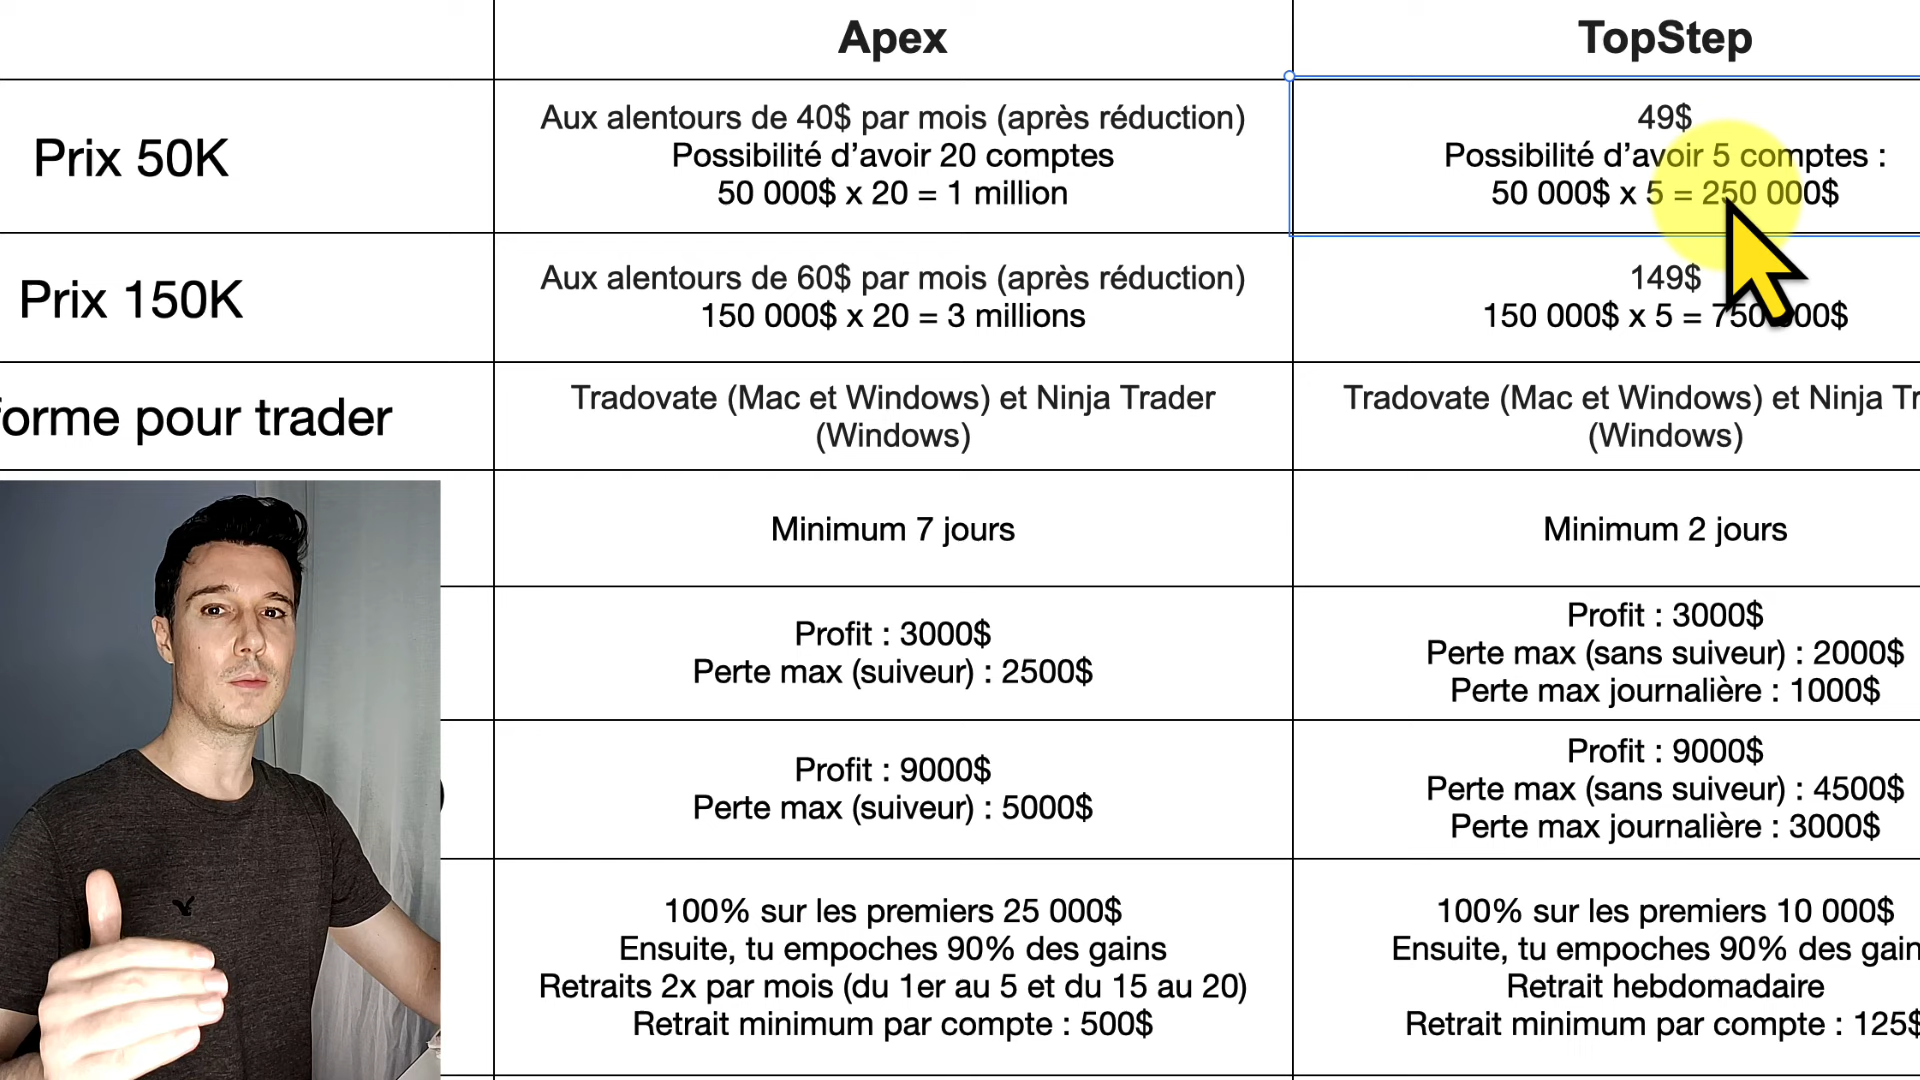 Apex
TopStep
Prix 50K
Aux alentours de 40$ par mois (après réduction)
Possibilité d’avoir 20 comptes
50 000$ x 20 = 1 million
49$
Possibilité d’avoir 5 comptes :
50 000$ x 5 = 250 000$
Prix 150K
Aux alentours de 60$ par mois (après réduction)
150 000$ x 20 = 3 millions
149$
150 000$ x 5 = 750 000$
forme pour trader
Tradovate (Mac et Windows) et Ninja Trader
(Windows)
Tradovate (Mac et Windows) et Ninja Tr
(Windows)
Minimum 7 jours
Minimum 2 jours
Profit : 3000$
Perte max (suiveur) : 2500$
Profit : 3000$
Perte max (sans suiveur) : 2000$
Perte max journalière : 1000$
Profit : 9000$
Perte max (suiveur) : 5000$
Profit : 9000$
Perte max (sans suiveur) : 4500$
Perte max journalière : 3000$
100% sur les premiers 25 000$
Ensuite, tu empoches 90% des gains
Retraits 2x par mois (du 1er au 5 et du 15 au 20)
Retrait minimum par compte : 500$
100% sur les premiers 10 000$
Ensuite, tu empoches 90% des gain
Retrait hebdomadaire
Retrait minimum par compte : 125$